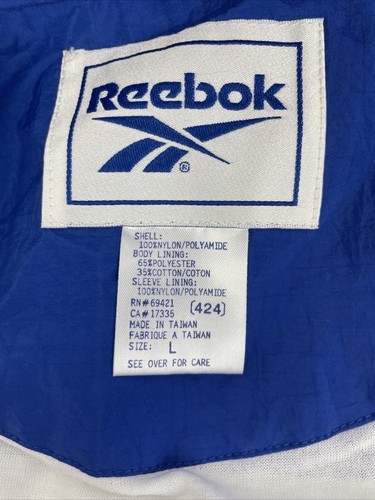 Reebok
®
SHELL:
100%NYLON/POLYAMIDE
BODY LINING:
65%POLYESTER
35%COTTON/COTON
SLEEVE LINING:
100%NYLON/POLYAMIDE
RN#69421 (424)
CA#17335
MADE IN TAIWAN
FABRIQUE A TAIWAN
SIZE: L
SEE OVER FOR CARE